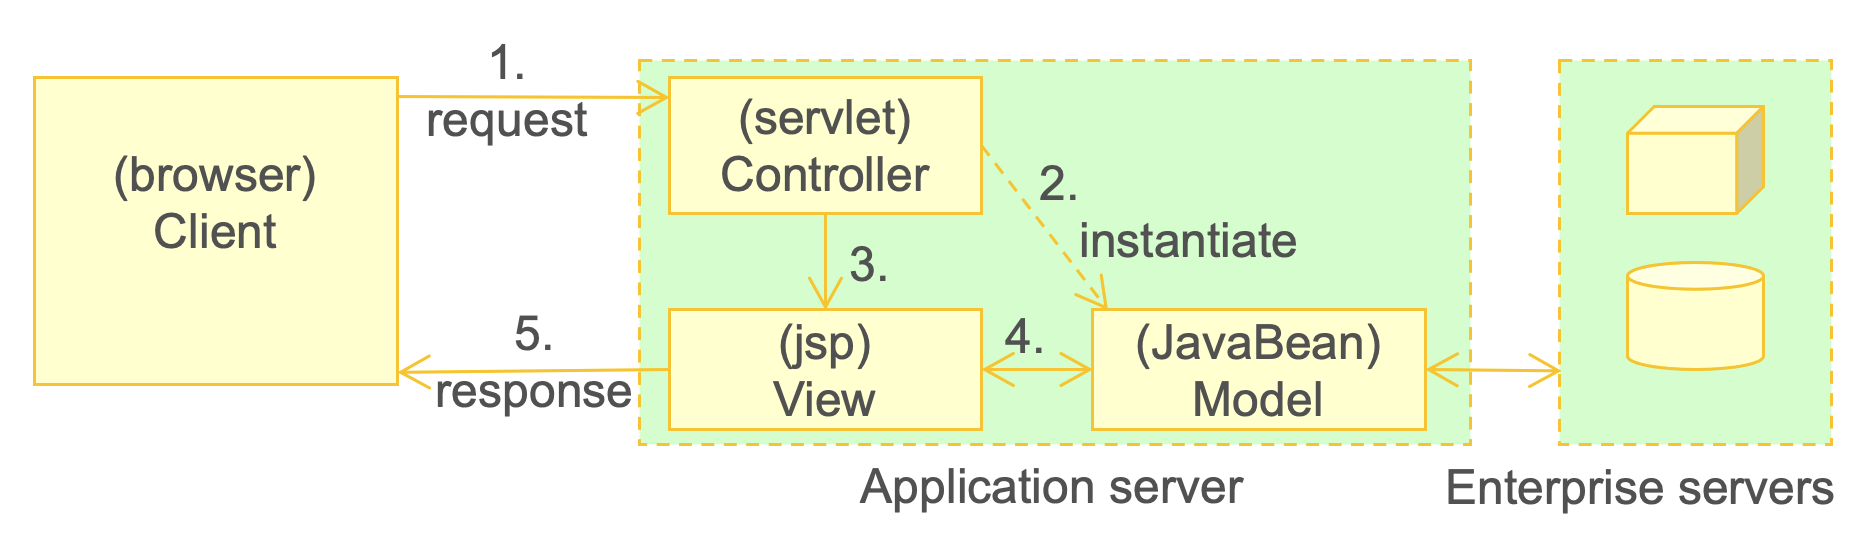 1.
request
(browser)
Client
(servlet)
Controller
2.
instantiate
3.
(jsp)
View
4.
(JavaBean)
Model
5.
response
Application server
Enterprise servers